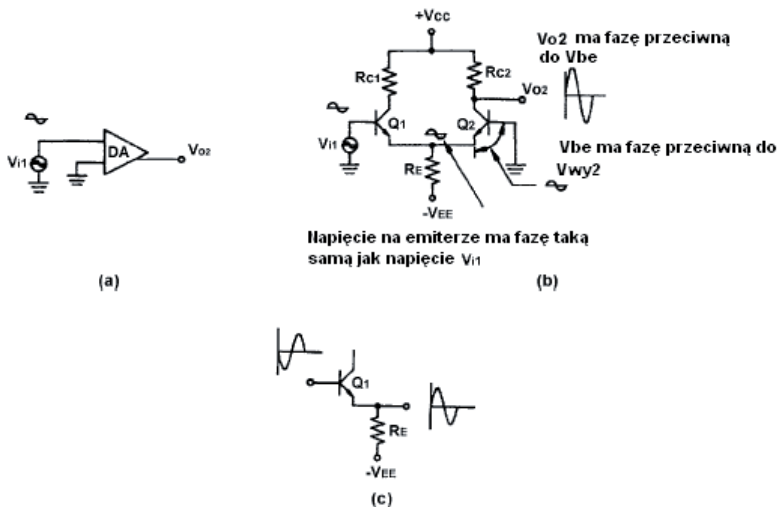 +Vcc
Vo2 ma fazę przeciwną
do Vbe
Rc1
Rc2
Vo2
Q1
Q2
Vi1
Vbe ma fazę przeciwną do
Vwy2
RE
-VEE
Napięcie na emiterze ma fazę taką
samą jak napięcie Vi1
DA
Vo2
Vi1
(a)
(b)
Q1
RE
-VEE
(c)